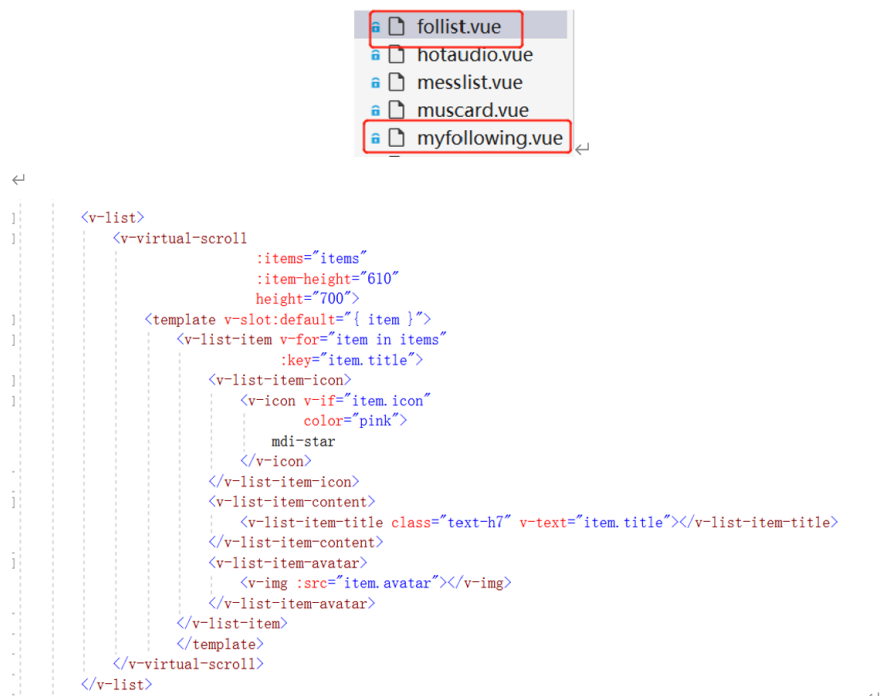 follist.vue
hotaudio.vue
messlist.vue
muscard.vue
myfollowing.vue
<v-list>
<v-virtual-scroll
:items="items"
:item-height="610"
height="700">
<template v-slot:default="{ item }">
<v-list-item v-for="item in items"
:key="item.title">
<v-list-item-icon>
<v-icon v-if="item.icon"
color="pink">
mdi-star
</v-icon>
</v-list-item-icon>
<v-list-item-content>
<v-list-item-title class="text-h7" v-text="item.title"></v-list-item-title>
</v-list-item-content>
<v-list-item-avatar>
<v-img :src="item.avatar"></v-img>
</v-list-item-avatar>
</v-list-item>
</template>
</v-virtual-scroll>
</v-list>